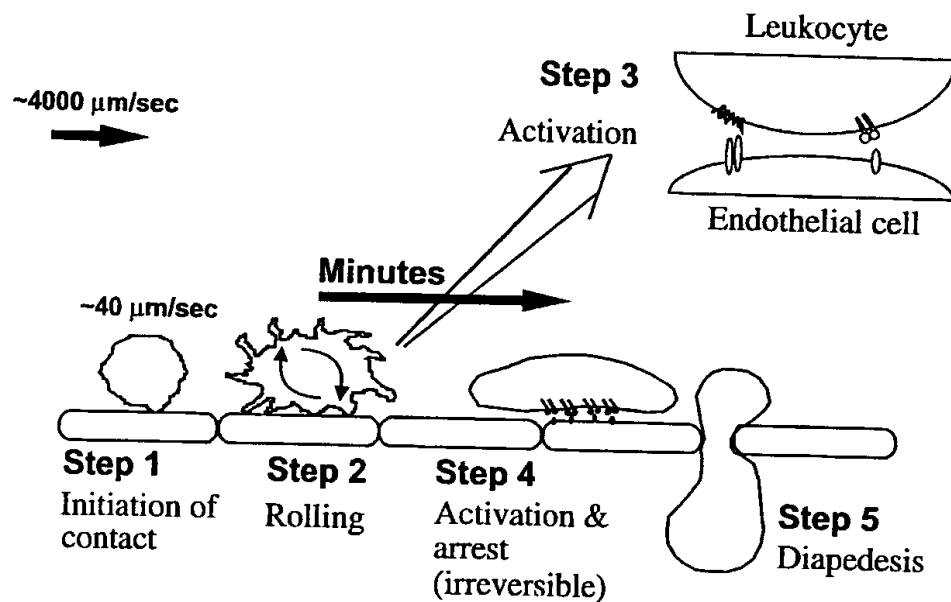 Leukocyte
Step 3
~4000 μm/sec
Activation
Endothelial cell
Minutes
~40 μm/sec
Step 1
Initiation of
contact
Step 2
Rolling
Step 4
Activation &
arrest
(irreversible)
Step 5
Diapedesis